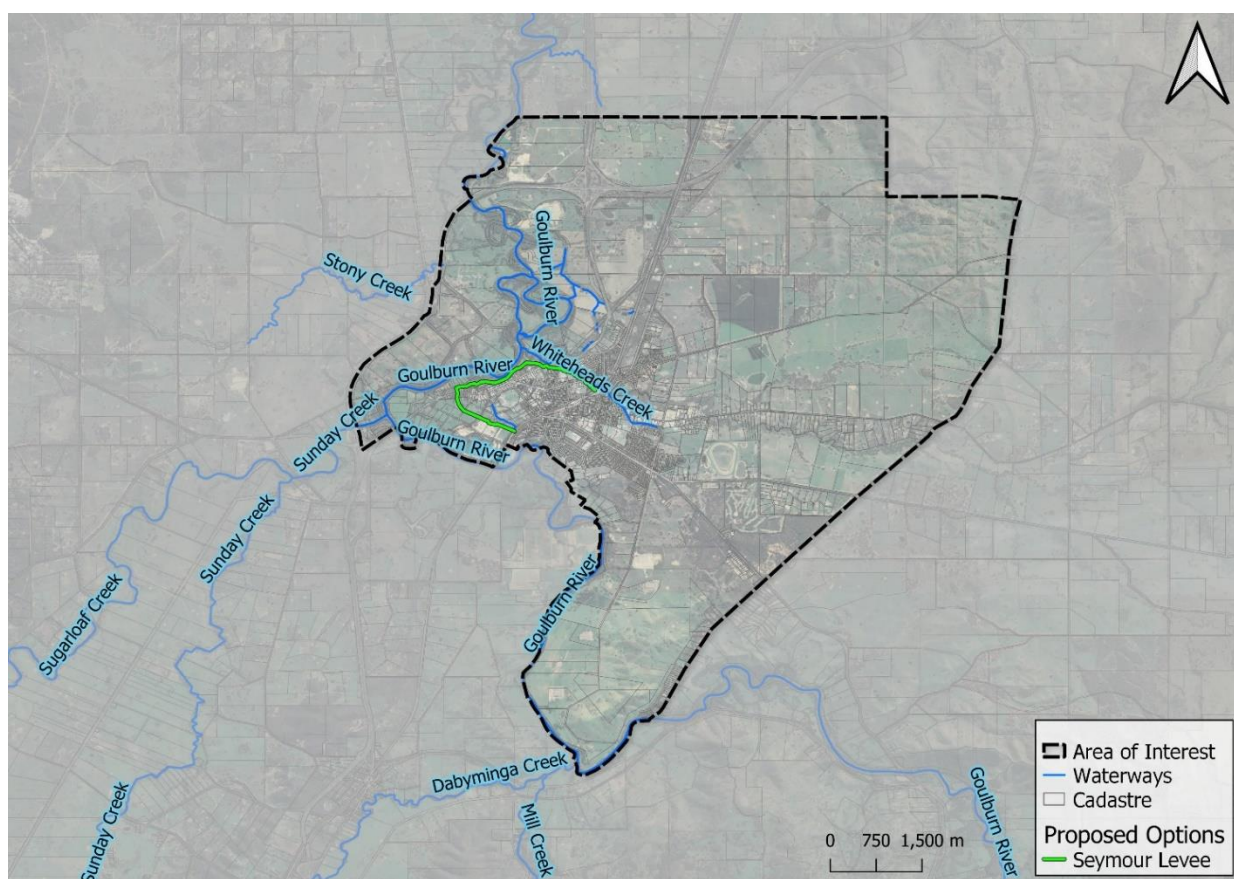 Goulburn River
Stony Creek
Whiteheads Creek
Goulburn River
Sunday Creek
Goulburn River
Sunday Creek
Sugarloaf Creek
Goulburn River
Dabyminga Creek
Mill Creek
Sunday Creek
Goulburn River
Area of Interest
Waterways
Cadastre
Proposed Options
Seymour Levee
0 750 1,500 m